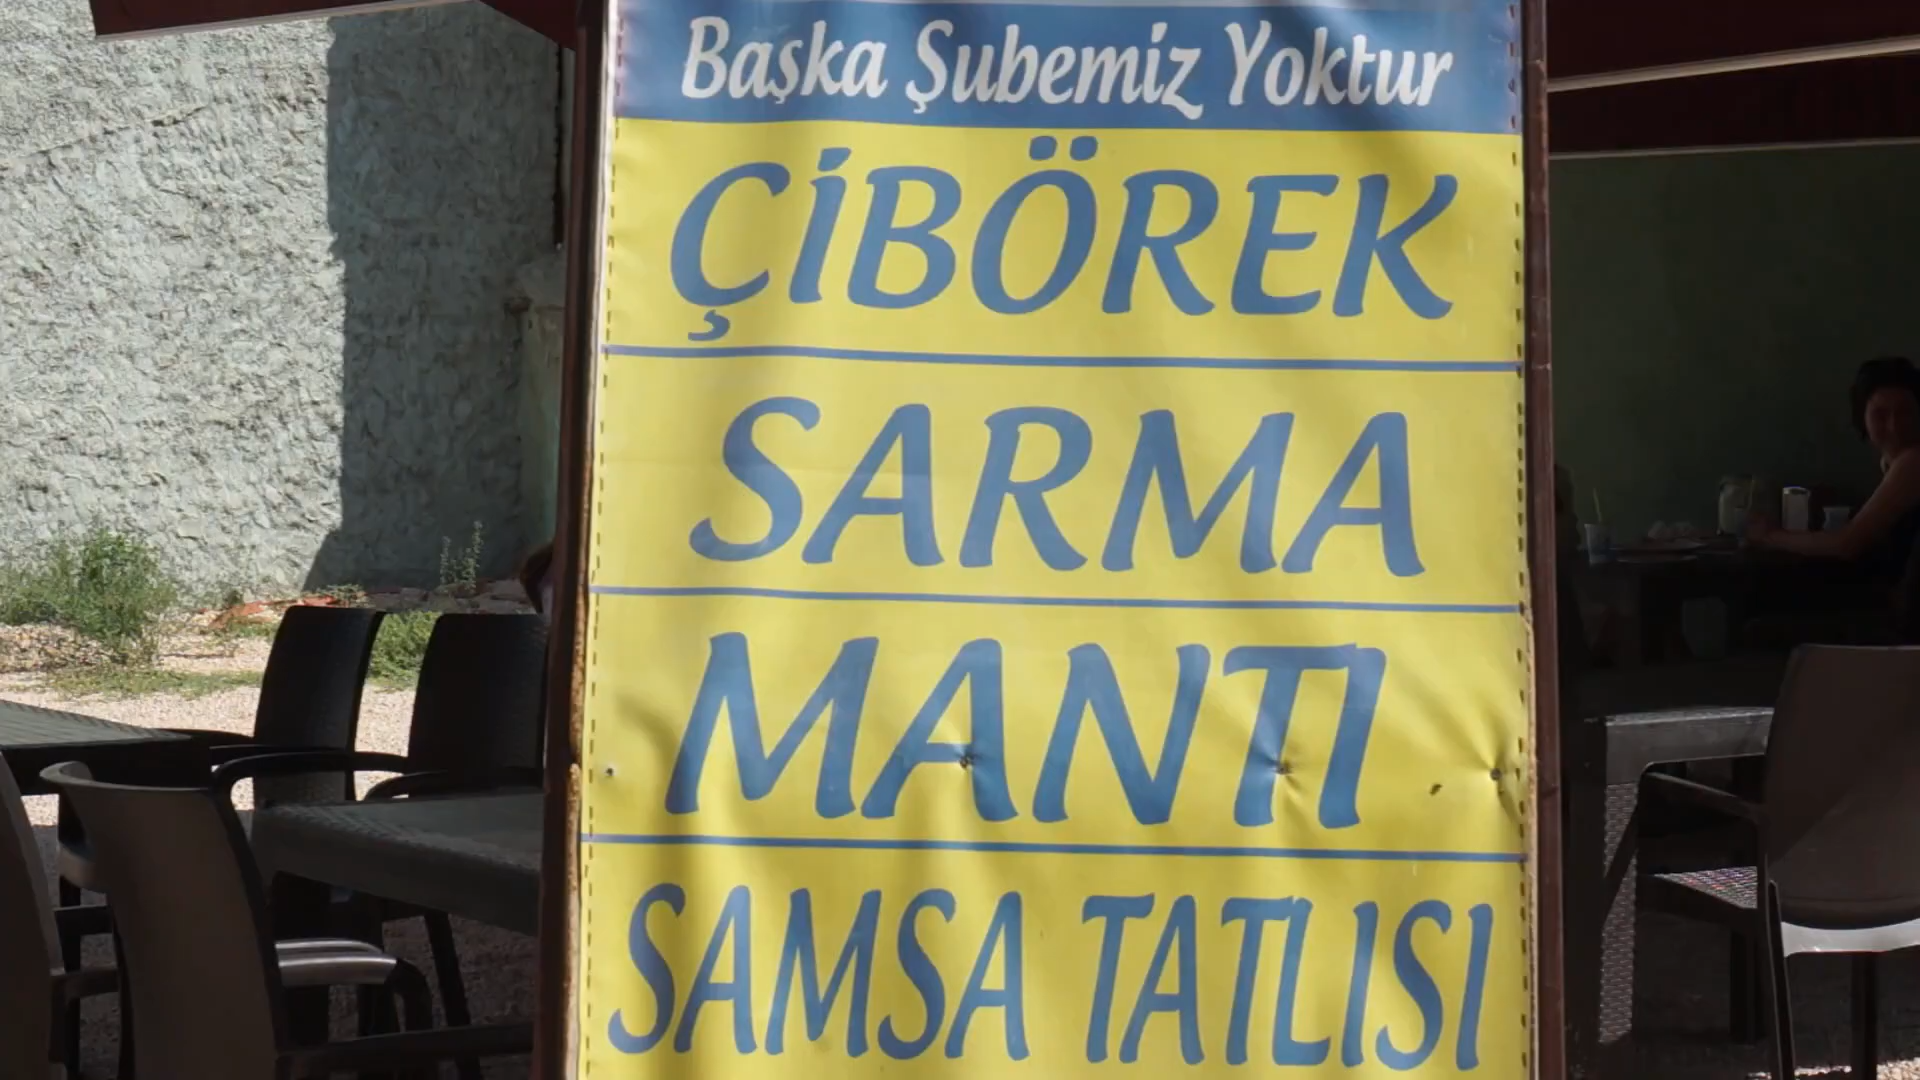 Başka Şubemiz Yoktur
ÇİBÖREK
SARMA
MANTI
SAMSA TATLISI